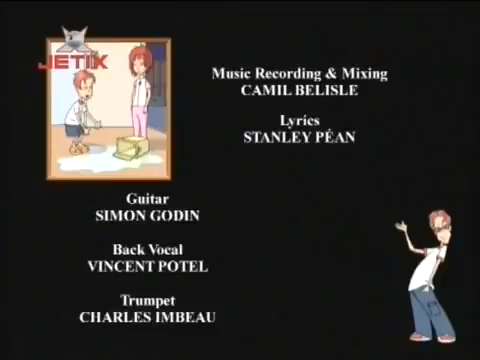 JETIX
Music Recording & Mixing
CAMIL BELISLE
Lyrics
STANLEY PÉAN
Guitar
SIMON GODIN
Back Vocal
VINCENT POTEL
Trumpet
CHARLES IMBEAU